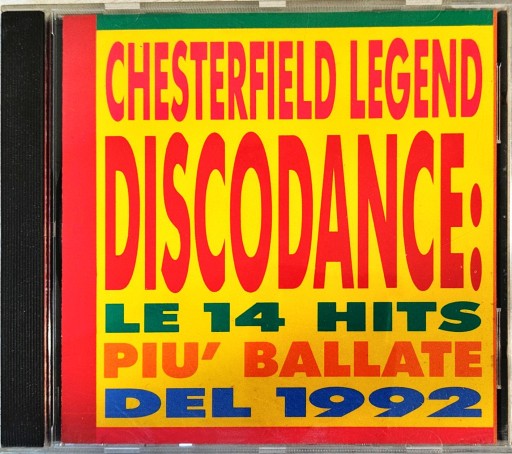 CHESTERFIELD LEGEND
DISCODANCE:
LE 14 HITS
PIU' BALLATE
DEL 1992